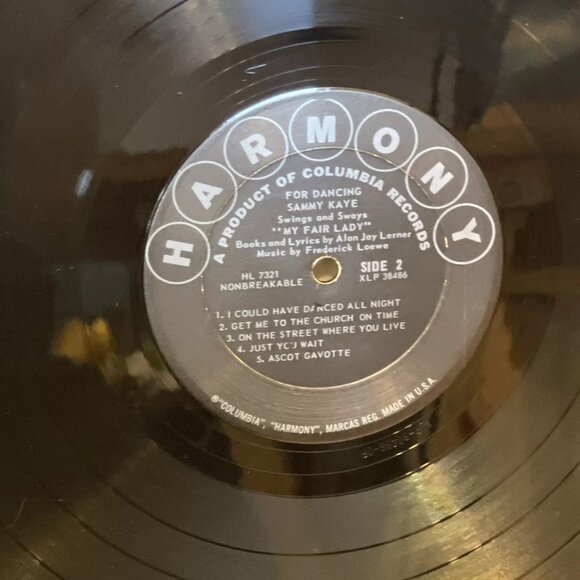 HARMONY
A PRODUCT OF COLUMBIA RECORDS
FOR DANCING
SAMMY KAYE
Swings and Sways
"MY FAIR LADY"
Books and Lyrics by Alan Jay Lerner
Music by Frederick Loewe
HL 7321
NONBREAKABLE
SIDE 2
XLP 38486
1. I COULD HAVE DANCED ALL NIGHT
2. GET ME TO THE CHURCH ON TIME
3. ON THE STREET WHERE YOU LIVE
4. JUST YOU WAIT
5. ASCOT GAVOTTE
® "COLUMBIA", "HARMONY", MARCAS REG. MADE IN U.S.A.